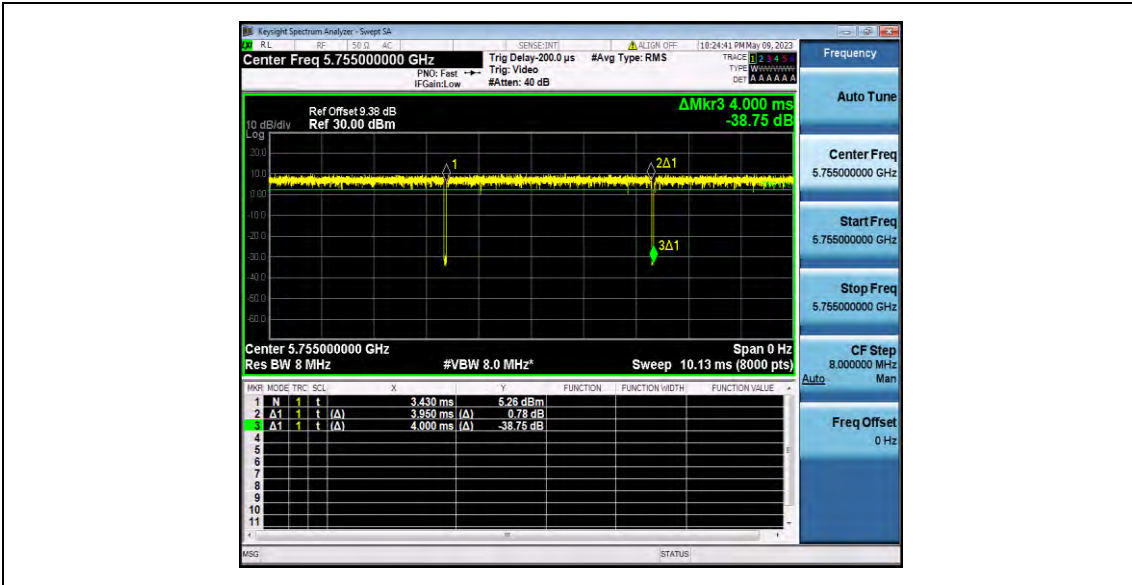 Keysight Spectrum Analyzer - Swept SA
RL RF 50 Ω AC SENSE:INT ALIGN OFF 10:24:41 PM May 09, 2023
Center Freq 5.755000000 GHz
PNO: Fast
IFGain:Low
Trig Delay-200.0 µs
Trig: Video
#Atten: 40 dB
#Avg Type: RMS
TRACE 1 2 3 4 5 6
TYPE
DET A A A A A A
ΔMkr3 4.000 ms
-38.75 dB
Ref Offset 9.38 dB
10 dB/div Ref 30.00 dBm
Log
20.0
10.0
0.00
-10.0
-20.0
-30.0
-40.0
-50.0
-60.0
1
2Δ1
3Δ1
Center 5.755000000 GHz Span 0 Hz
Res BW 8 MHz #VBW 8.0 MHz* Sweep 10.13 ms (8000 pts)
MKR MODE TRC SCL X Y FUNCTION FUNCTION WIDTH FUNCTION VALUE
1 N 1 t 3.430 ms 5.26 dBm
2 Δ1 1 t (Δ) 3.950 ms (Δ) 0.78 dB
3 Δ1 1 t (Δ) 4.000 ms (Δ) -38.75 dB
4
5
6
7
8
9
10
11
MSG STATUS
Frequency
Auto Tune
Center Freq
5.755000000 GHz
Start Freq
5.755000000 GHz
Stop Freq
5.755000000 GHz
CF Step
8.000000 MHz
Auto Man
Freq Offset
0 Hz